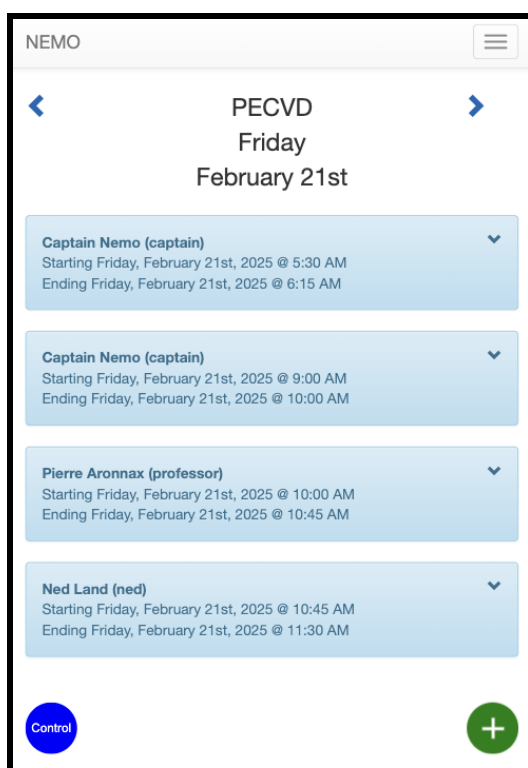 NEMO
PECVD
Friday
February 21st
Captain Nemo (captain)
Starting Friday, February 21st, 2025 @ 5:30 AM
Ending Friday, February 21st, 2025 @ 6:15 AM
Captain Nemo (captain)
Starting Friday, February 21st, 2025 @ 9:00 AM
Ending Friday, February 21st, 2025 @ 10:00 AM
Pierre Aronnax (professor)
Starting Friday, February 21st, 2025 @ 10:00 AM
Ending Friday, February 21st, 2025 @ 10:45 AM
Ned Land (ned)
Starting Friday, February 21st, 2025 @ 10:45 AM
Ending Friday, February 21st, 2025 @ 11:30 AM
Control